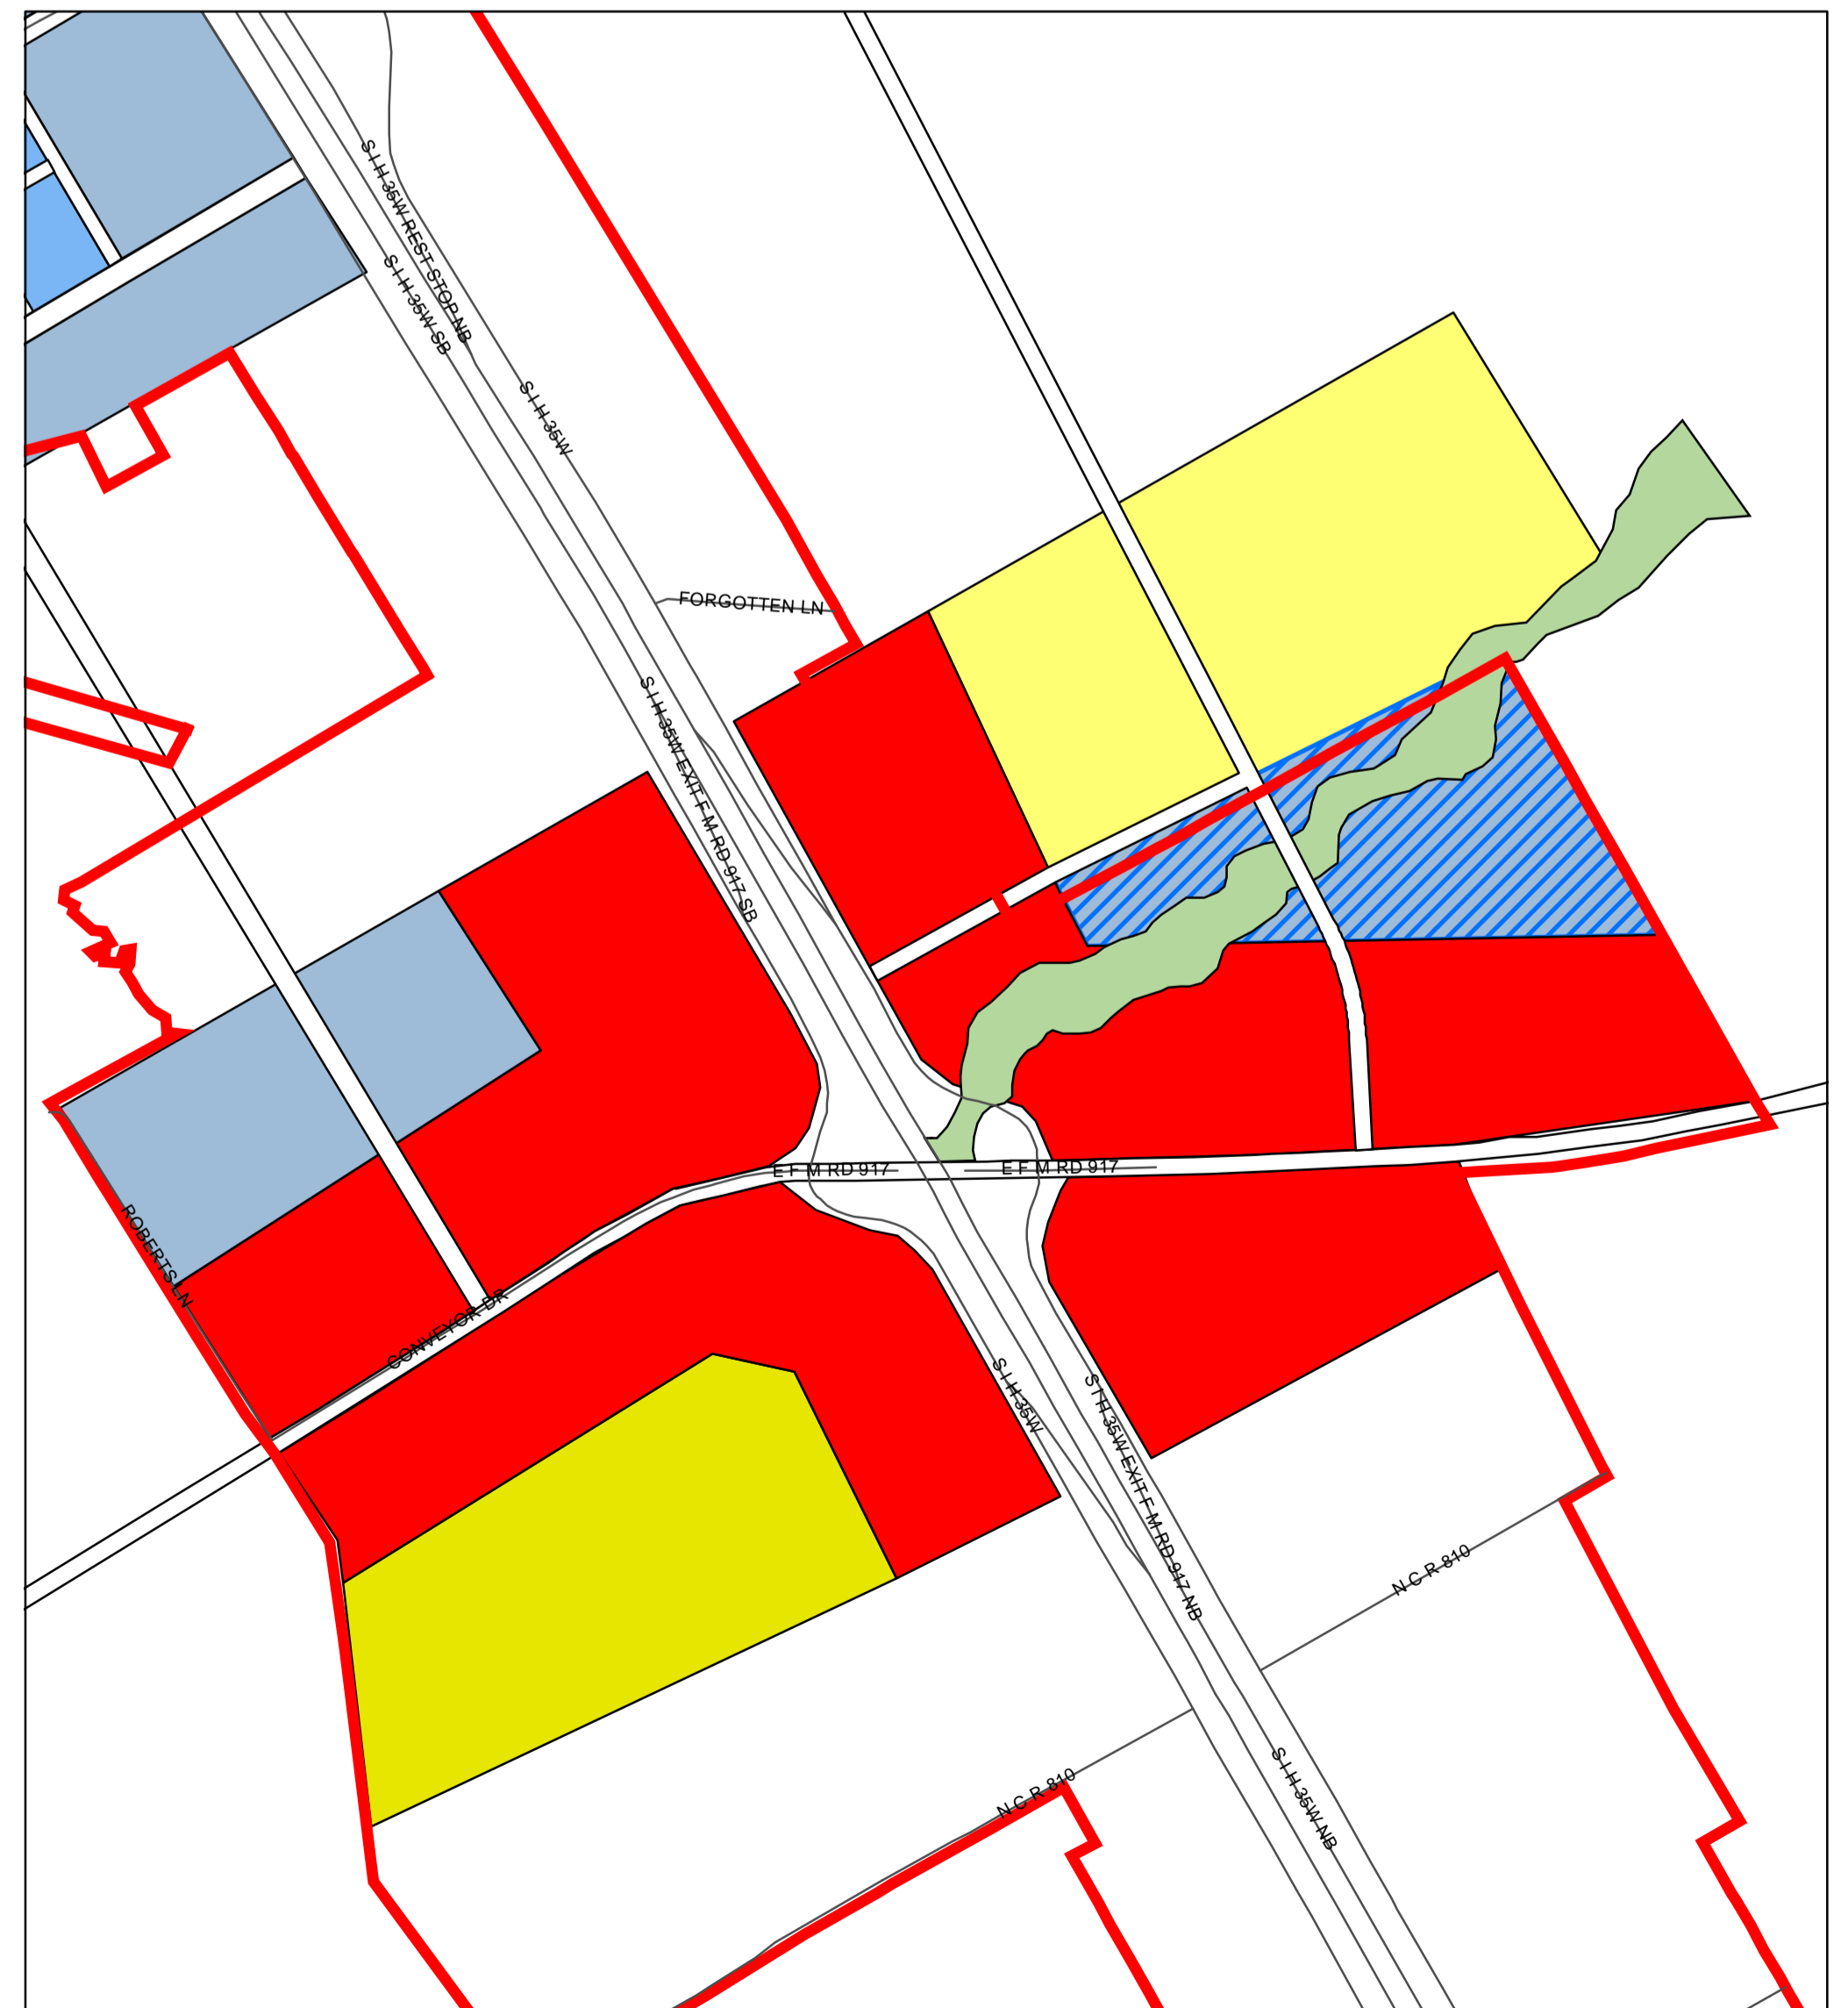 S I H 35W REST STOP NB
S I H 35W SB
S I H 35W
FORGOTTEN LN
S I H 35W EXIT F M RD 917 SB
E F M RD 917
E F M RD 917
ROBERTS LN
CONVEYOR DR
S I H 35W
S I H 35W EXIT F M RD 917 NB
N C R 810
N C R 810
S I H 35W NB